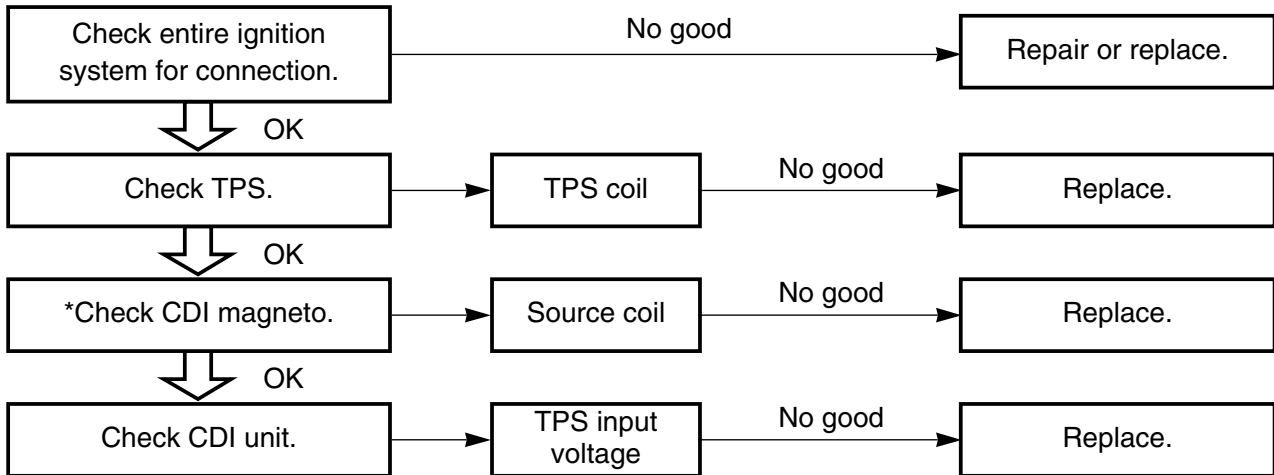 Check entire ignition
system for connection.
No good
Repair or replace.
OK
Check TPS.
TPS coil
No good
Replace.
OK
*Check CDI magneto.
Source coil
No good
Replace.
OK
Check CDI unit.
TPS input
voltage
No good
Replace.